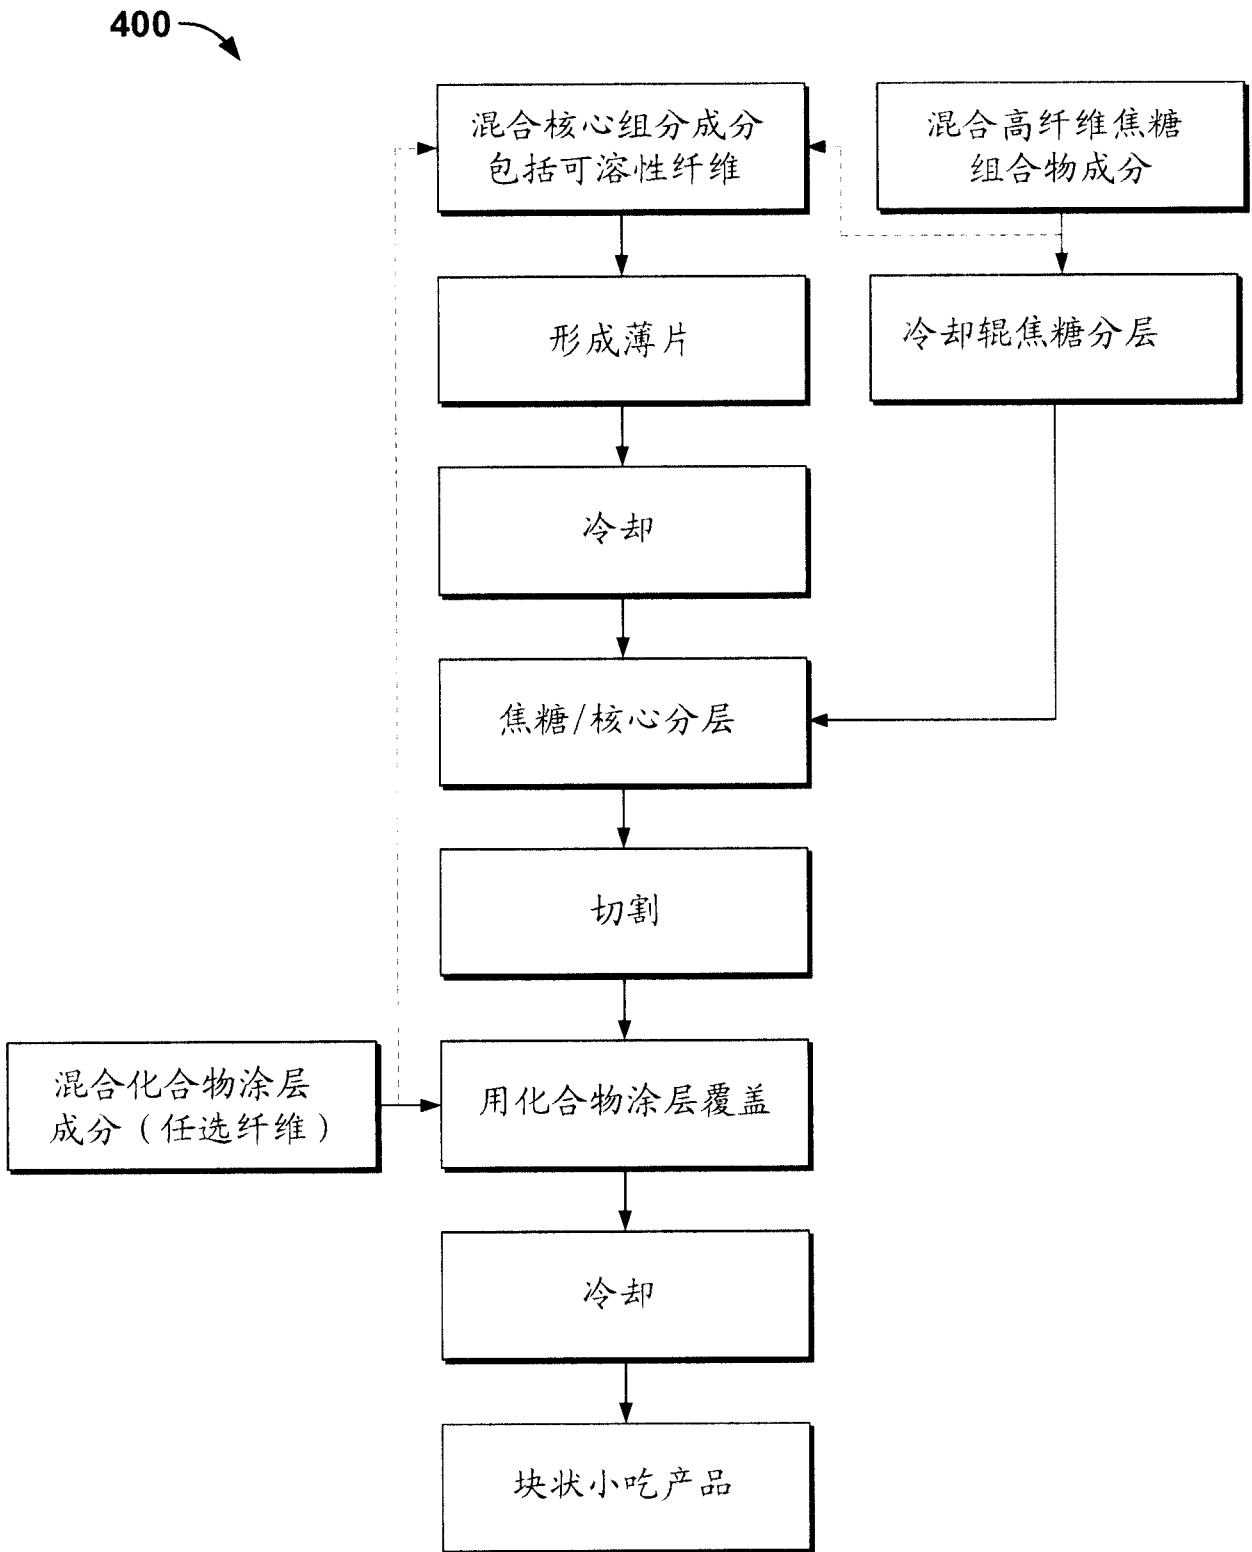 400
混合核心组分成分
包括可溶性纤维
混合高纤维焦糖
组合物成分
形成薄片
冷却辊焦糖分层
冷却
焦糖/核心分层
切割
混合化合物涂层
成分(任选纤维)
用化合物涂层覆盖
冷却
块状小吃产品